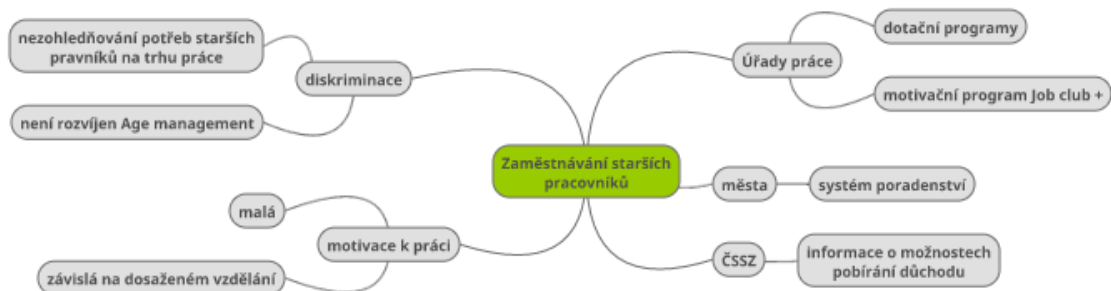 nezohledňování potřeb starších
pravníků na trhu práce
diskriminace
není rozvíjen Age management
malá
motivace k práci
závislá na dosaženém vzdělání
Zaměstnávání starších
pracovníků
dotační programy
Úřady práce
motivační program Job club +
města
systém poradenství
ČSSZ
informace o možnostech
pobírání důchodu